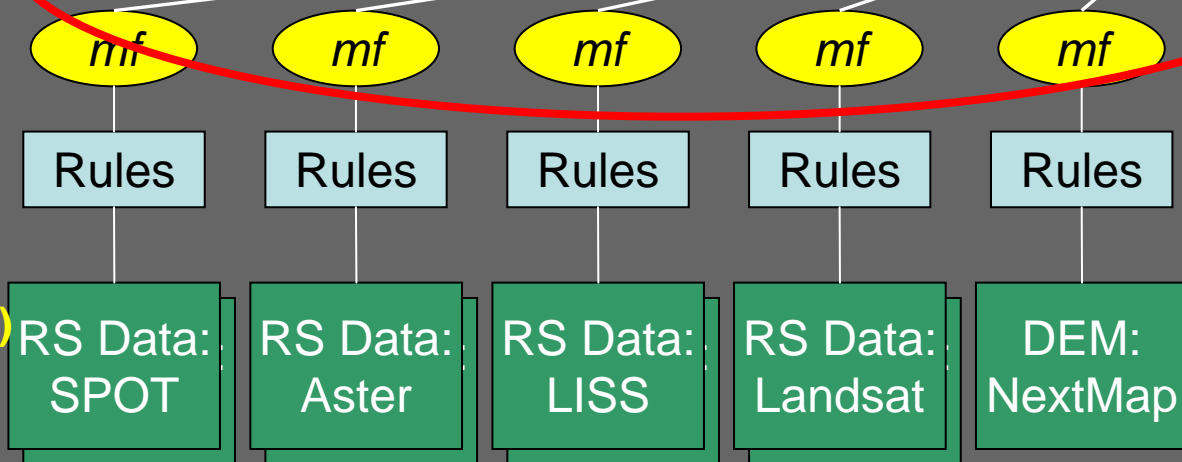 mf mf mf mf mf
Rules Rules Rules Rules Rules
) RS Data: RS Data: RS Data: RS Data: DEM:
SPOT Aster LISS Landsat NextMap